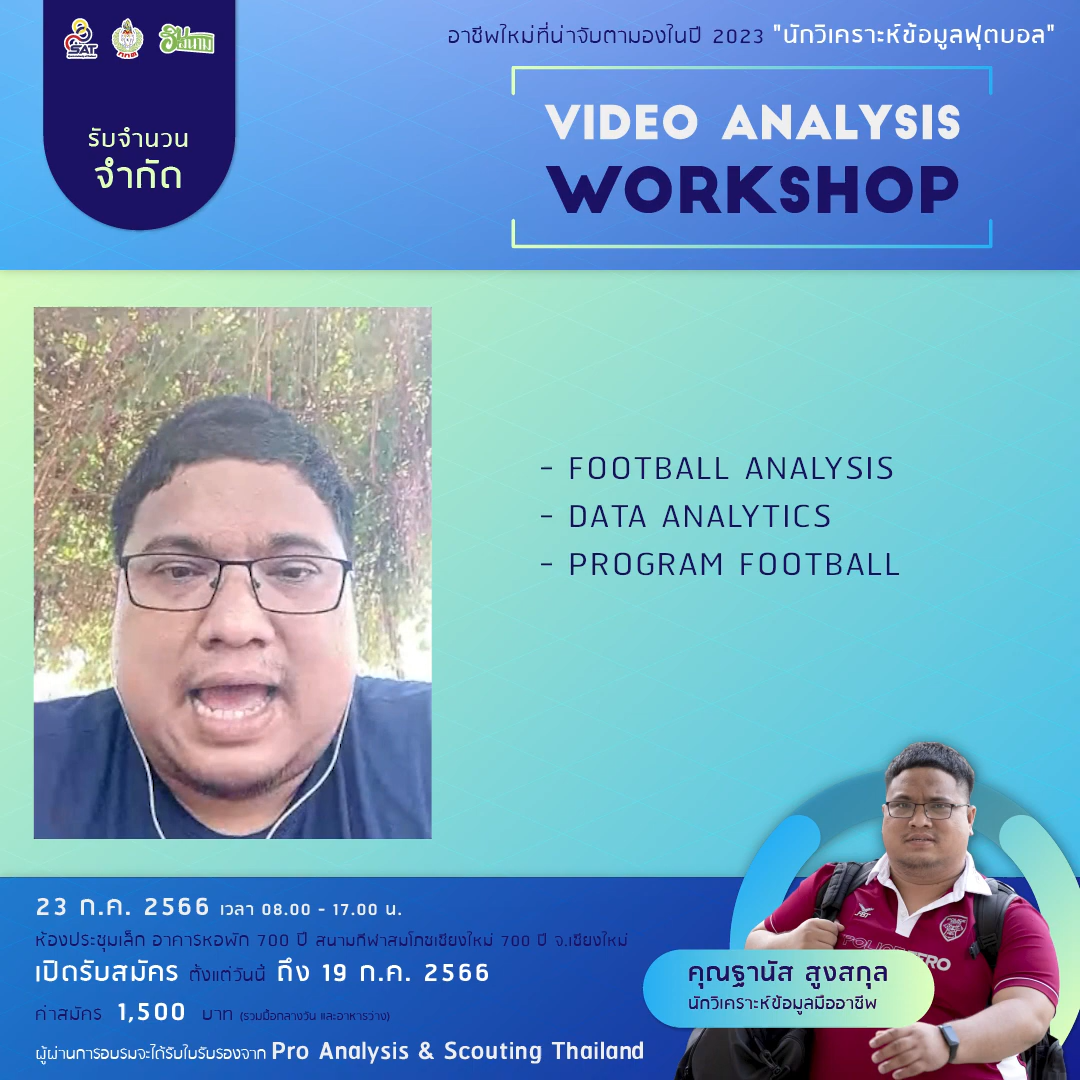 SAT
อิมสนาม
อาชีพใหม่ที่น่าจับตามองในปี 2023 "นักวิเคราะห์ข้อมูลฟุตบอล"
รับจำนวน
จำกัด
VIDEO ANALYSIS
WORKSHOP
- FOOTBALL ANALYSIS
- DATA ANALYTICS
- PROGRAM FOOTBALL
23 ก.ค. 2566 เวลา 08.00 - 17.00 น.
ห้องประชุมเล็ก อาคารหอพัก 700 ปี สนามกีฬาสมโภชเชียงใหม่ 700 ปี จ.เชียงใหม่
เปิดรับสมัคร ตั้งแต่วันนี้ ถึง 19 ก.ค. 2566
ค่าสมัคร 1,500 บาท (รวมมื้อกลางวัน และอาหารว่าง)
ผู้ผ่านการอบรมจะได้รับใบรับรองจาก Pro Analysis & Scouting Thailand
FBT
POLICE TERO
คุณฐานัส สูงสกุล
นักวิเคราะห์ข้อมูลมืออาชีพ